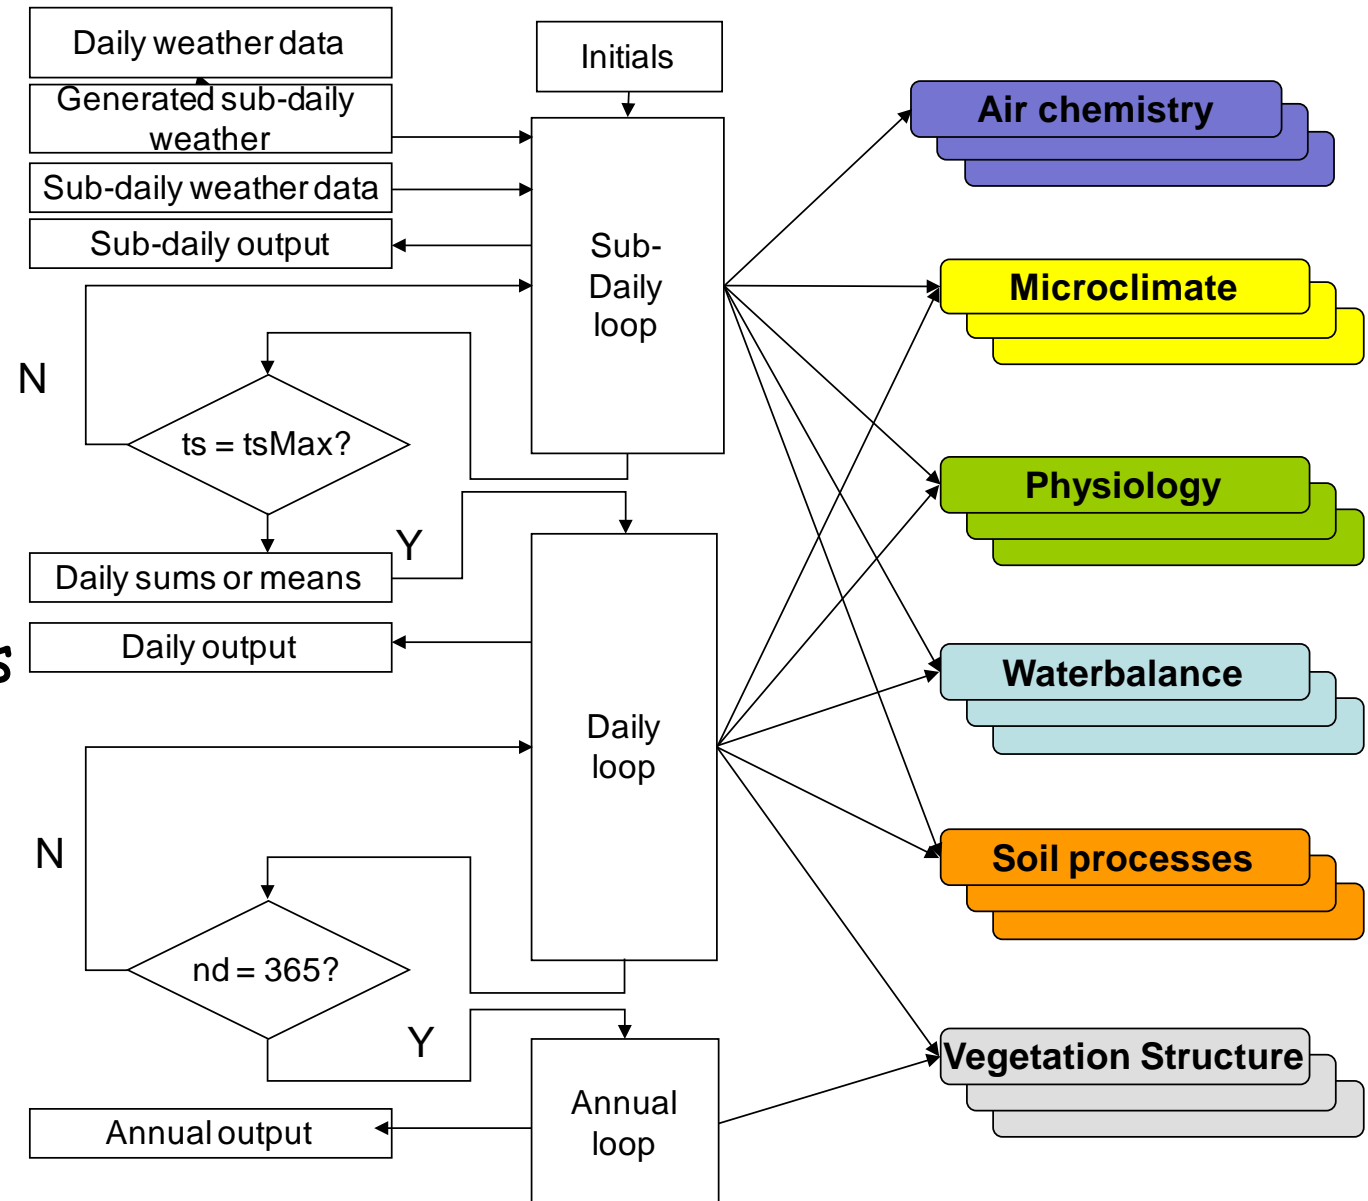 Daily weather data
Generated sub-daily
weather
Sub-daily weather data
Sub-daily output
Initials
Sub-
Daily
loop
N
ts = tsMax?
Y
Daily sums or means
Daily output
s
Daily
loop
N
nd = 365?
Y
Annual output
Annual
loop
Air chemistry
Microclimate
Physiology
Waterbalance
Soil processes
Vegetation Structure